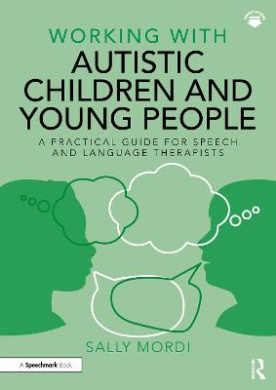 WORKING WITH
AUTISTIC
CHILDREN AND
YOUNG PEOPLE
A PRACTICAL GUIDE FOR SPEECH
AND LANGUAGE THERAPISTS
SALLY MORDI
A Speechmark Book
R